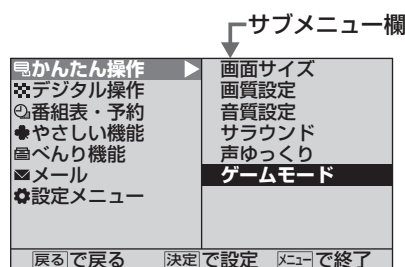 サブメニュー欄
かんたん操作
デジタル操作
番組表・予約
やさしい機能
べんり機能
メール
設定メニュー
画面サイズ
画質設定
音質設定
サラウンド
声ゆっくり
ゲームモード
戻るで戻る 決定で設定 メニューで終了